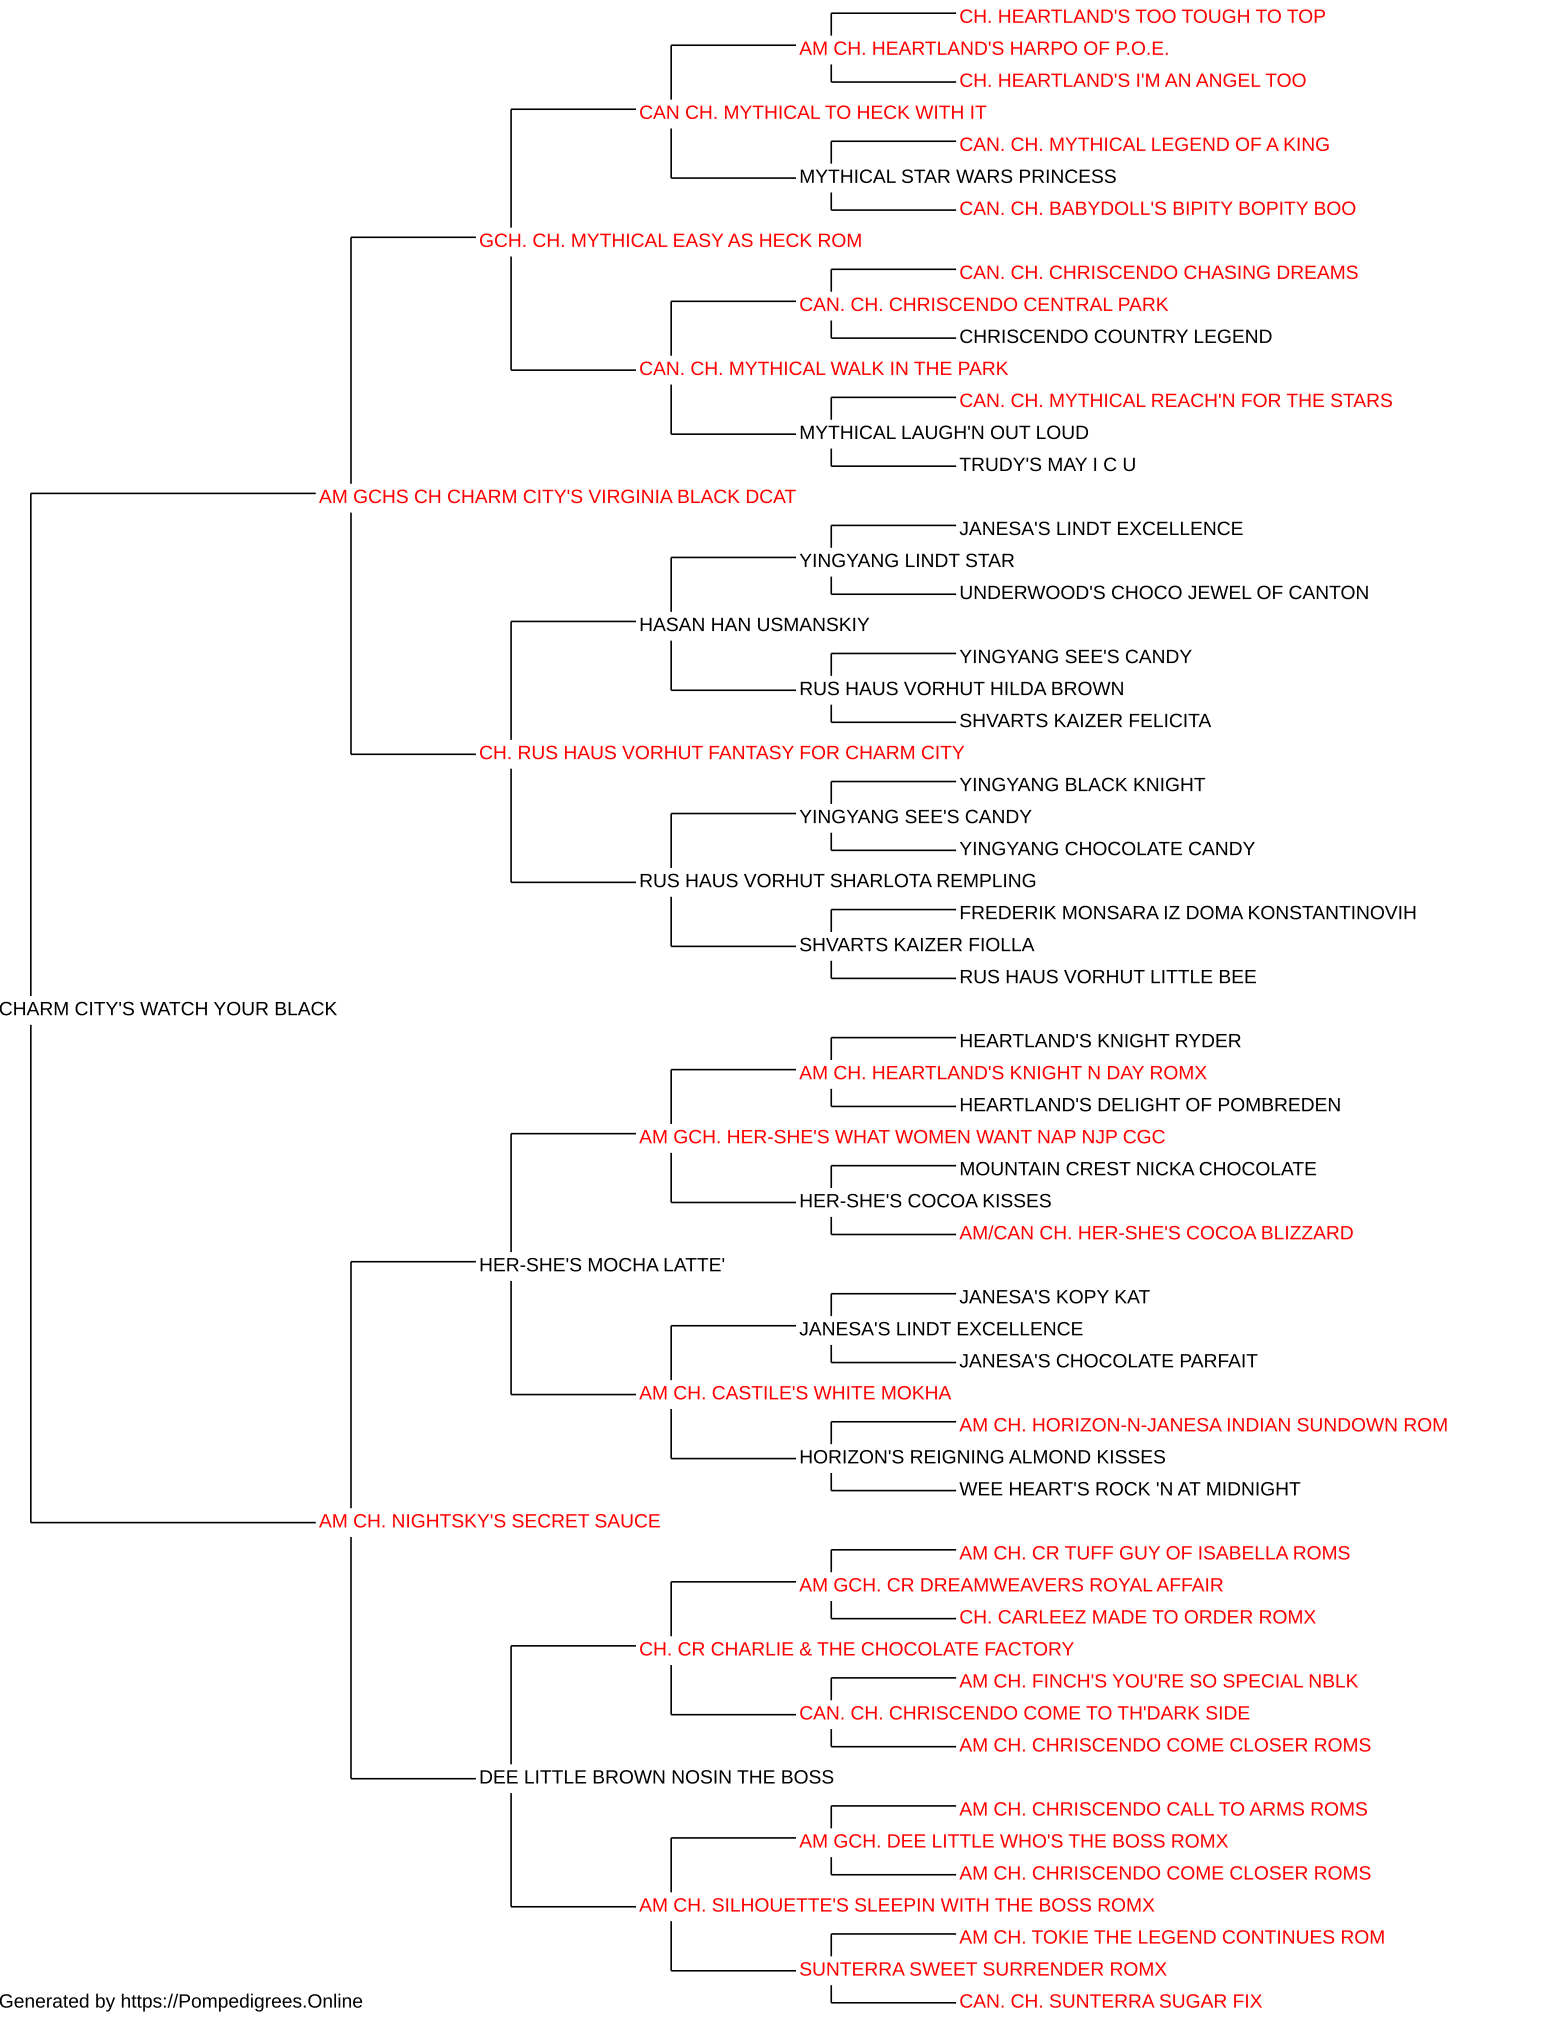 CH. HEARTLAND'S TOO TOUGH TO TOP
AM CH. HEARTLAND'S HARPO OF P.O.E.
CH. HEARTLAND'S I'M AN ANGEL TOO
CAN CH. MYTHICAL TO HECK WITH IT
CAN. CH. MYTHICAL LEGEND OF A KING
MYTHICAL STAR WARS PRINCESS
CAN. CH. BABYDOLL'S BIPITY BOPITY BOO
GCH. CH. MYTHICAL EASY AS HECK ROM
CAN. CH. CHRISCENDO CHASING DREAMS
CAN. CH. CHRISCENDO CENTRAL PARK
CHRISCENDO COUNTRY LEGEND
CAN. CH. MYTHICAL WALK IN THE PARK
CAN. CH. MYTHICAL REACH'N FOR THE STARS
MYTHICAL LAUGH'N OUT LOUD
TRUDY'S MAY I C U
AM GCHS CH CHARM CITY'S VIRGINIA BLACK DCAT
JANESA'S LINDT EXCELLENCE
YINGYANG LINDT STAR
UNDERWOOD'S CHOCO JEWEL OF CANTON
HASAN HAN USMANSKIY
YINGYANG SEE'S CANDY
RUS HAUS VORHUT HILDA BROWN
SHVARTS KAIZER FELICITA
CH. RUS HAUS VORHUT FANTASY FOR CHARM CITY
YINGYANG BLACK KNIGHT
YINGYANG SEE'S CANDY
YINGYANG CHOCOLATE CANDY
RUS HAUS VORHUT SHARLOTA REMPLING
FREDERIK MONSARA IZ DOMA KONSTANTINOVIH
SHVARTS KAIZER FIOLLA
RUS HAUS VORHUT LITTLE BEE
CHARM CITY'S WATCH YOUR BLACK
HEARTLAND'S KNIGHT RYDER
AM CH. HEARTLAND'S KNIGHT N DAY ROMX
HEARTLAND'S DELIGHT OF POMBREDEN
AM GCH. HER-SHE'S WHAT WOMEN WANT NAP NJP CGC
MOUNTAIN CREST NICKA CHOCOLATE
HER-SHE'S COCOA KISSES
AM/CAN CH. HER-SHE'S COCOA BLIZZARD
HER-SHE'S MOCHA LATTE'
JANESA'S KOPY KAT
JANESA'S LINDT EXCELLENCE
JANESA'S CHOCOLATE PARFAIT
AM CH. CASTILE'S WHITE MOKHA
AM CH. HORIZON-N-JANESA INDIAN SUNDOWN ROM
HORIZON'S REIGNING ALMOND KISSES
WEE HEART'S ROCK 'N AT MIDNIGHT
AM CH. NIGHTSKY'S SECRET SAUCE
AM CH. CR TUFF GUY OF ISABELLA ROMS
AM GCH. CR DREAMWEAVERS ROYAL AFFAIR
CH. CARLEEZ MADE TO ORDER ROMX
CH. CR CHARLIE & THE CHOCOLATE FACTORY
AM CH. FINCH'S YOU'RE SO SPECIAL NBLK
CAN. CH. CHRISCENDO COME TO TH'DARK SIDE
AM CH. CHRISCENDO COME CLOSER ROMS
DEE LITTLE BROWN NOSIN THE BOSS
AM CH. CHRISCENDO CALL TO ARMS ROMS
AM GCH. DEE LITTLE WHO'S THE BOSS ROMX
AM CH. CHRISCENDO COME CLOSER ROMS
AM CH. SILHOUETTE'S SLEEPIN WITH THE BOSS ROMX
AM CH. TOKIE THE LEGEND CONTINUES ROM
SUNTERRA SWEET SURRENDER ROMX
CAN. CH. SUNTERRA SUGAR FIX
Generated by https://Pompedigrees.Online